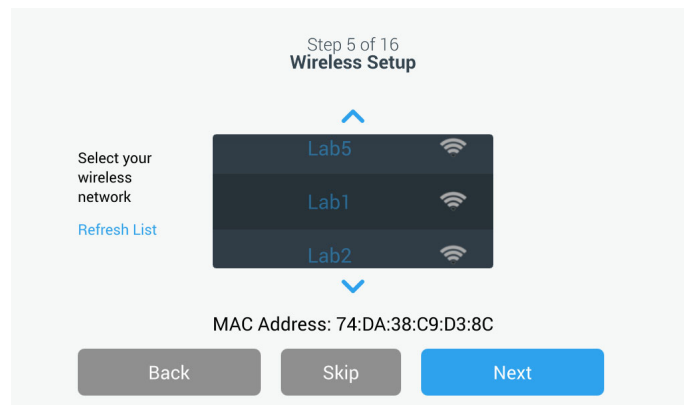 Step 5 of 16
Wireless Setup
Select your
wireless
network
Refresh List
Lab5
Lab1
Lab2
MAC Address: 74:DA:38:C9:D3:8C
Back
Skip
Next